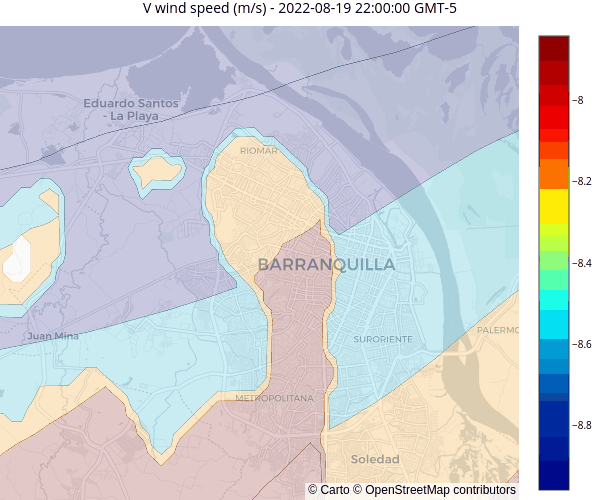 V wind speed (m/s) - 2022-08-19 22:00:00 GMT-5
Eduardo Santos
- La Playa
RIOMAR
BARRANQUILLA
Juan Mina
SURORIENTE
PALERMO
METROPOLITANA
Soledad
© Carto © OpenStreetMap contributors
−8
−8.2
−8.4
−8.6
−8.8